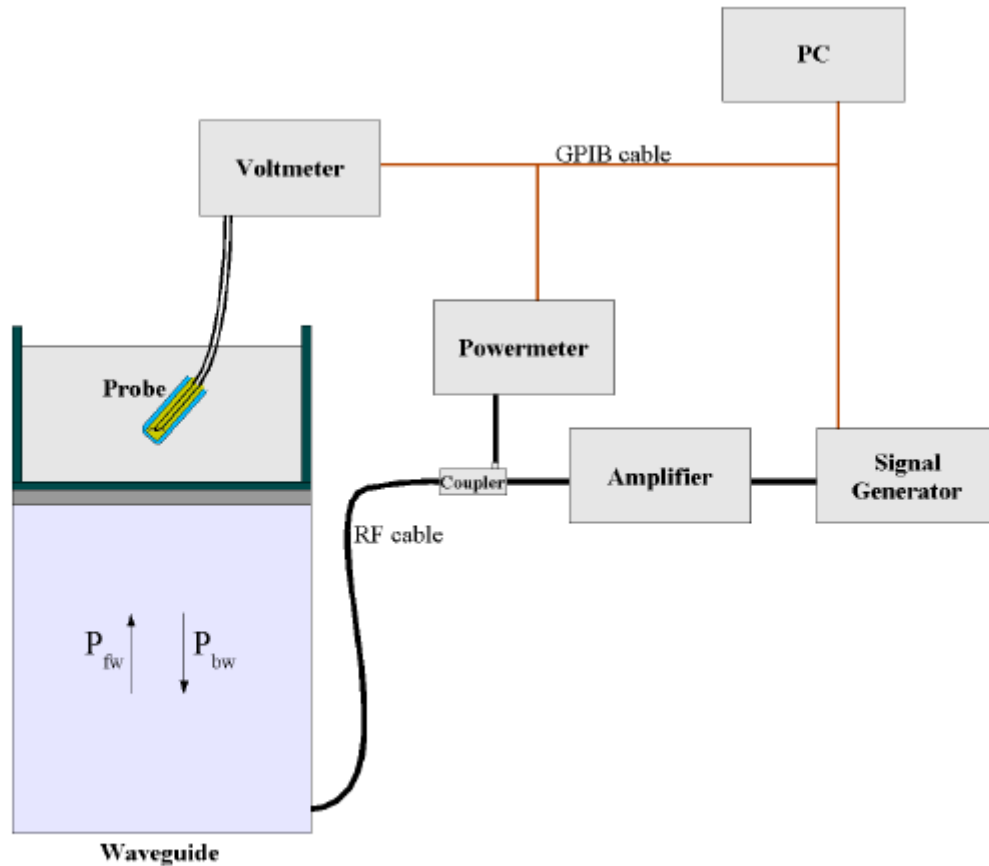 PC
Voltmeter
GPIB cable
Powermeter
Probe
Coupler
Amplifier
Signal
Generator
RF cable
P fw
P bw
Waveguide